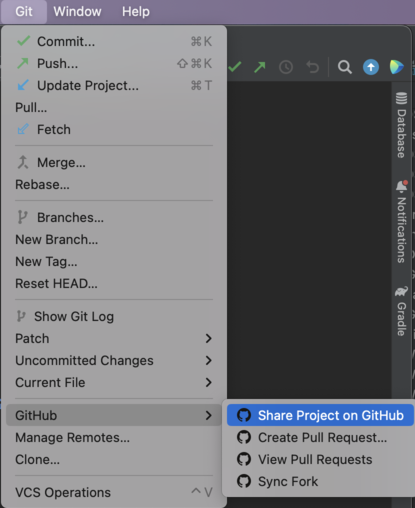 Git Window Help
Commit... ⌘K
Push... ⇧⌘K
Update Project... ⌘T
Pull...
Fetch
Merge...
Rebase...
Branches...
New Branch...
New Tag...
Reset HEAD...
Show Git Log
Patch
Uncommitted Changes
Current File
GitHub
Manage Remotes...
Clone...
VCS Operations ^V
Share Project on GitHub
Create Pull Request...
View Pull Requests
Sync Fork
Database
Notifications
Gradle